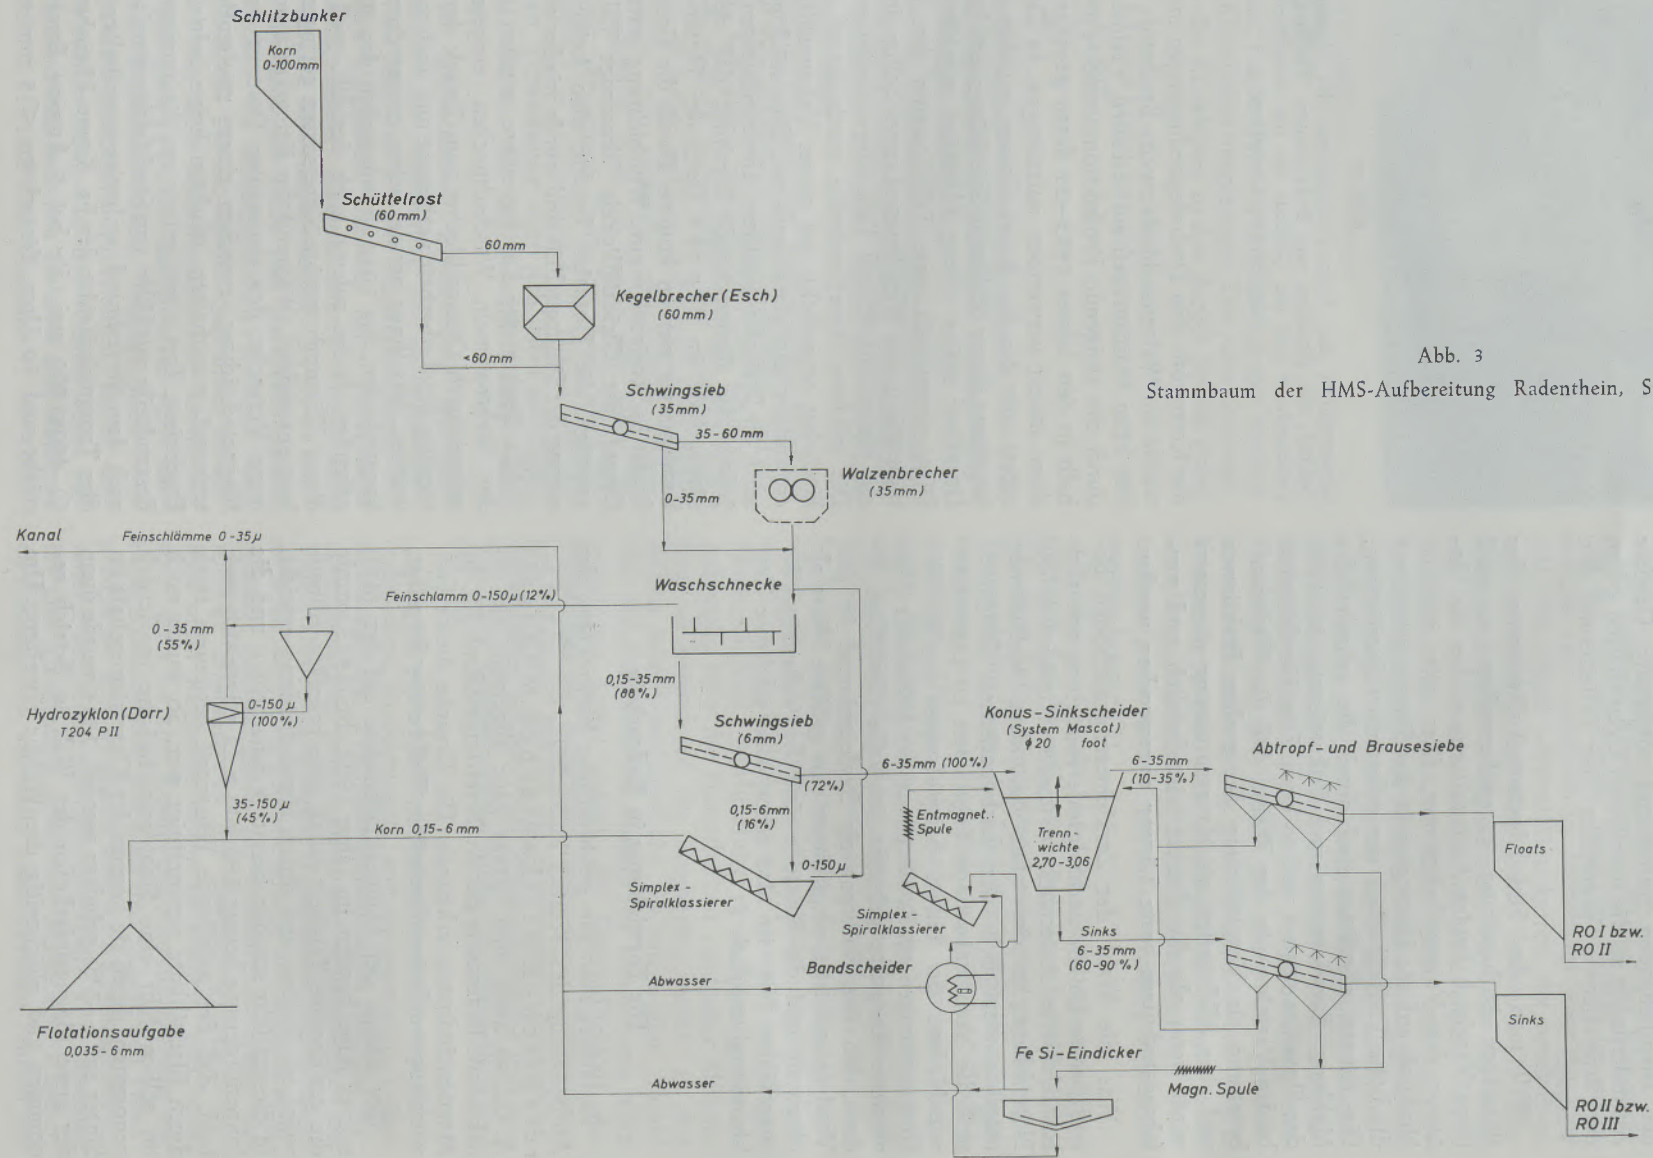 Schlitzbunker
Korn
0-100mm
Schüttelrost
(60mm)
60mm
Kegelbrecher (Esch)
(60mm)
<60mm
Abb. 3
Stammbaum der HMS-Aufbereitung Radenthein, S
Schwingsieb
(35mm)
35-60mm
Walzenbrecher
(35mm)
0-35mm
Kanal
Feinschlämme 0-35µ
Waschschnecke
Feinschlamm 0-150µ (12%)
0-35mm
(55%)
0,15-35mm
(88%)
Hydrozyklon (Dorr)
T204 PII
0-150µ
(100%)
Schwingsieb
(6mm)
Konus-Sinkscheider
(System Mascot)
ϕ20 foot
Abtropf- und Brausesiebe
6-35mm (100%)
(72%)
6-35mm
(10-35%)
35-150µ
(45%)
0,15-6mm
(16%)
Entmagnet.
Spule
Korn 0,15-6mm
Trenn-
wichte
2,70-3,06
Floats
0-150µ
Simplex-
Spiralklassierer
Simplex-
Spiralklassierer
Sinks
6-35mm
(60-90%)
RO I bzw.
RO II
Bandscheider
Abwasser
Flotationsaufgabe
0,035-6mm
Sinks
Fe Si-Eindicker
Abwasser
Magn. Spule
RO II bzw.
RO III